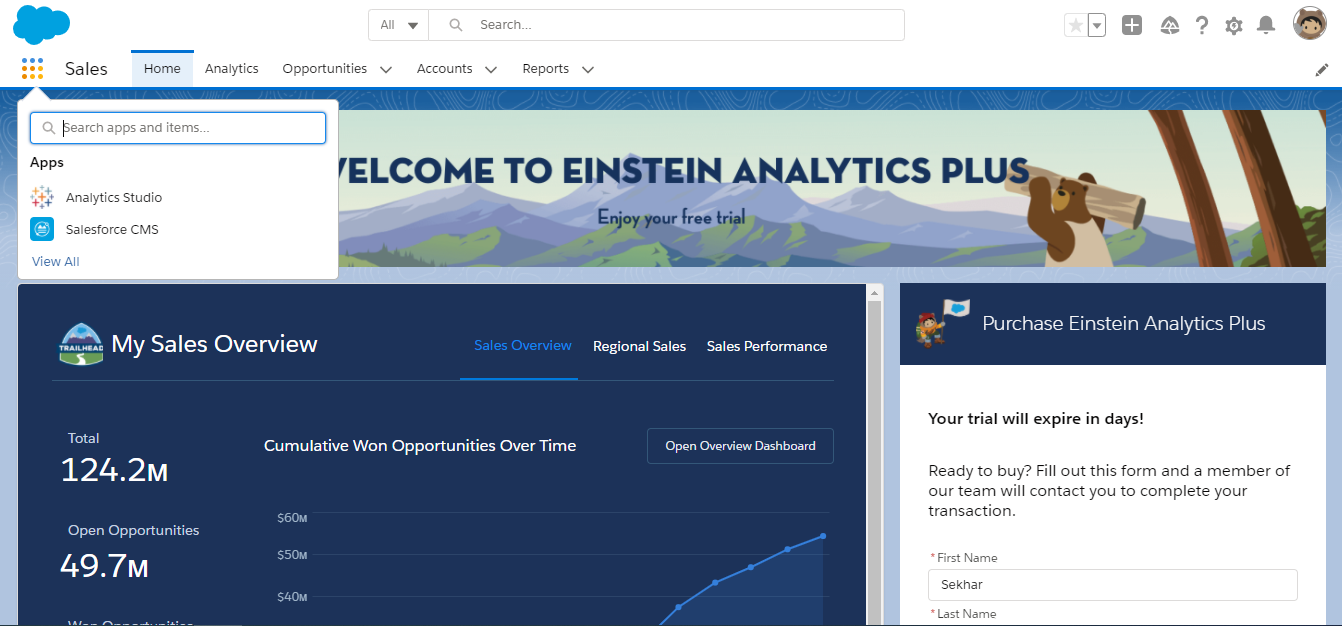 All
Search...
Sales
Home
Analytics
Opportunities
Accounts
Reports
Search apps and items...
Apps
Analytics Studio
Salesforce CMS
View All
ELCOME TO EINSTEIN ANALYTICS PLUS
Enjoy your free trial
TRAILHEAD
My Sales Overview
Sales Overview
Regional Sales
Sales Performance
Total
124.2M
Open Opportunities
49.7M
Won Opportunities
Cumulative Won Opportunities Over Time
Open Overview Dashboard
$60M
$50M
$40M
Purchase Einstein Analytics Plus
Your trial will expire in days!
Ready to buy? Fill out this form and a member of
our team will contact you to complete your
transaction.
*First Name
Sekhar
*Last Name